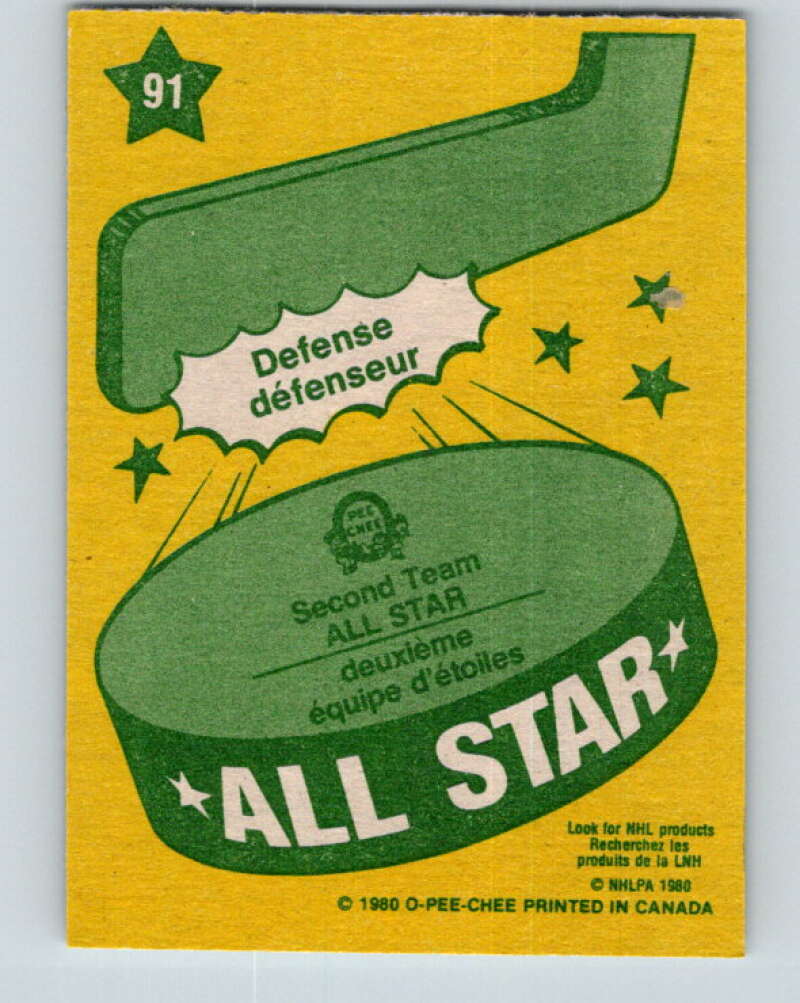 91
Defense
défenseur
PEE
CHEE
Second Team
ALL STAR
deuxième
équipe d'étoiles
ALL STAR
Look for NHL products
Recherchez les
produits de la LNH
© NHLPA 1980
© 1980 O-PEE-CHEE PRINTED IN CANADA